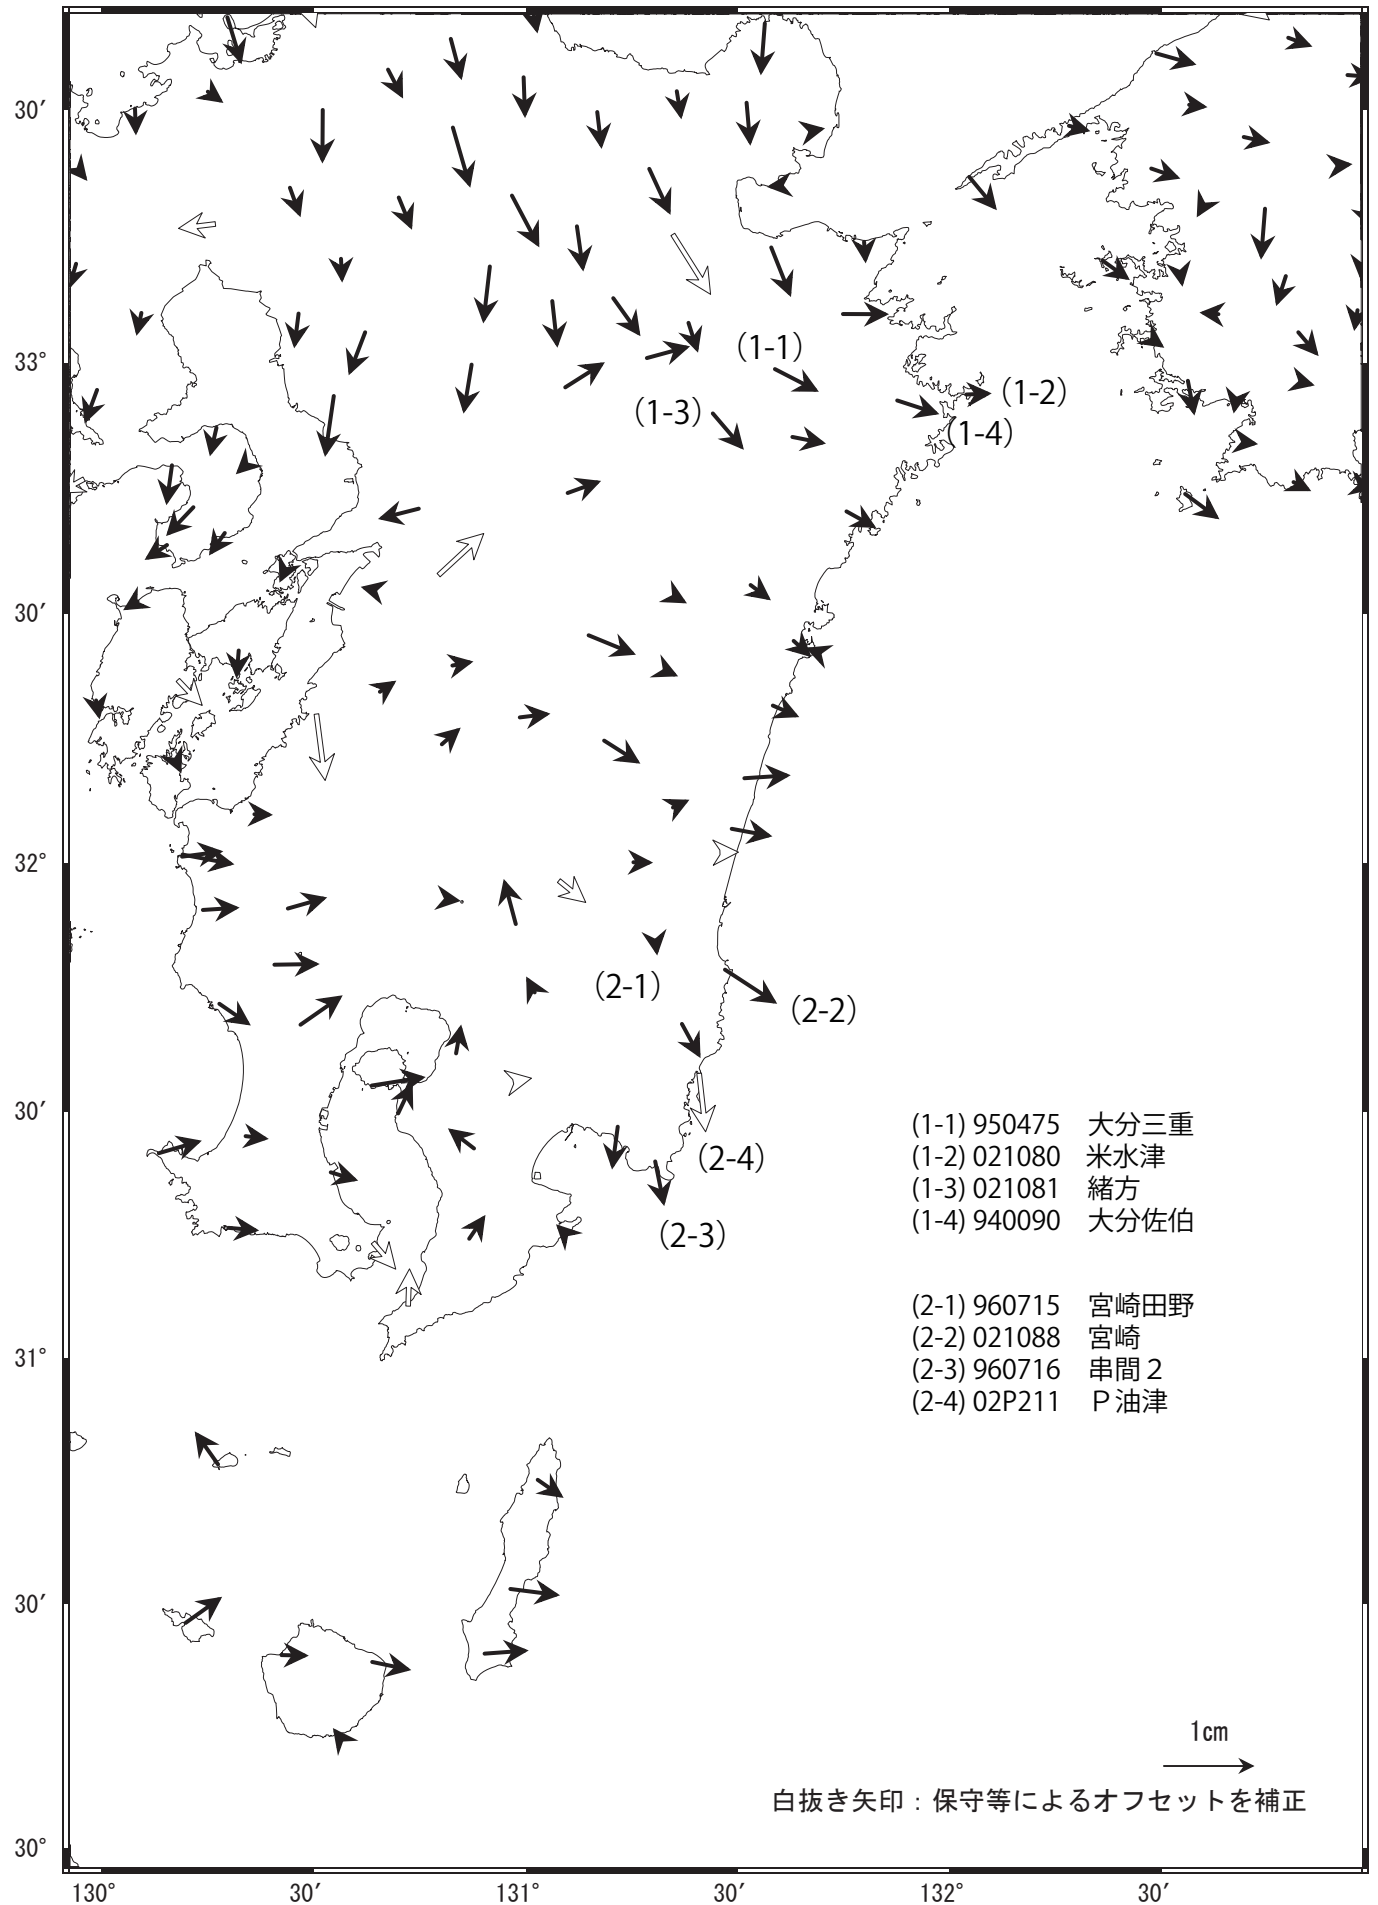 30′
33°
30′
32°
30′
31°
30′
30°
(1-1)
(1-2)
(1-3)
(1-4)
(2-1)
(2-2)
(2-4)
(2-3)
(1-1) 950475 大分三重
(1-2) 021080 米水津
(1-3) 021081 緒方
(1-4) 940090 大分佐伯
(2-1) 960715 宮崎田野
(2-2) 021088 宮崎
(2-3) 960716 串間２
(2-4) 02P211 Ｐ油津
1cm
白抜き矢印：保守等によるオフセットを補正
130° 30′ 131° 30′ 132° 30′